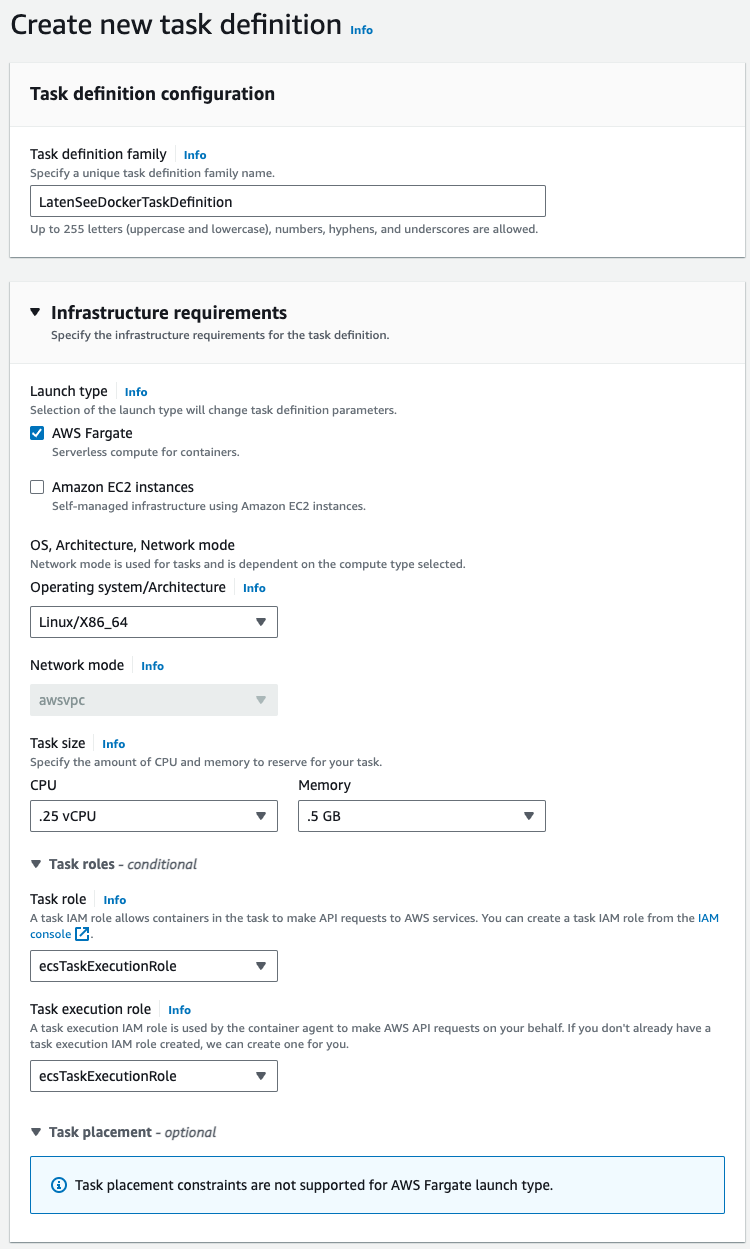 Create new task definition Info
Task definition configuration
Task definition family Info
Specify a unique task definition family name.
LatenSeeDockerTaskDefinition
Up to 255 letters (uppercase and lowercase), numbers, hyphens, and underscores are allowed.
Infrastructure requirements
Specify the infrastructure requirements for the task definition.
Launch type Info
Selection of the launch type will change task definition parameters.
AWS Fargate
Serverless compute for containers.
Amazon EC2 instances
Self-managed infrastructure using Amazon EC2 instances.
OS, Architecture, Network mode
Network mode is used for tasks and is dependent on the compute type selected.
Operating system/Architecture Info
Linux/X86_64
Network mode Info
awsvpc
Task size Info
Specify the amount of CPU and memory to reserve for your task.
CPU Memory
.25 vCPU .5 GB
Task roles - conditional
Task role Info
A task IAM role allows containers in the task to make API requests to AWS services. You can create a task IAM role from the IAM
console.
ecsTaskExecutionRole
Task execution role Info
A task execution IAM role is used by the container agent to make AWS API requests on your behalf. If you don't already have a
task execution IAM role created, we can create one for you.
ecsTaskExecutionRole
Task placement - optional
Task placement constraints are not supported for AWS Fargate launch type.